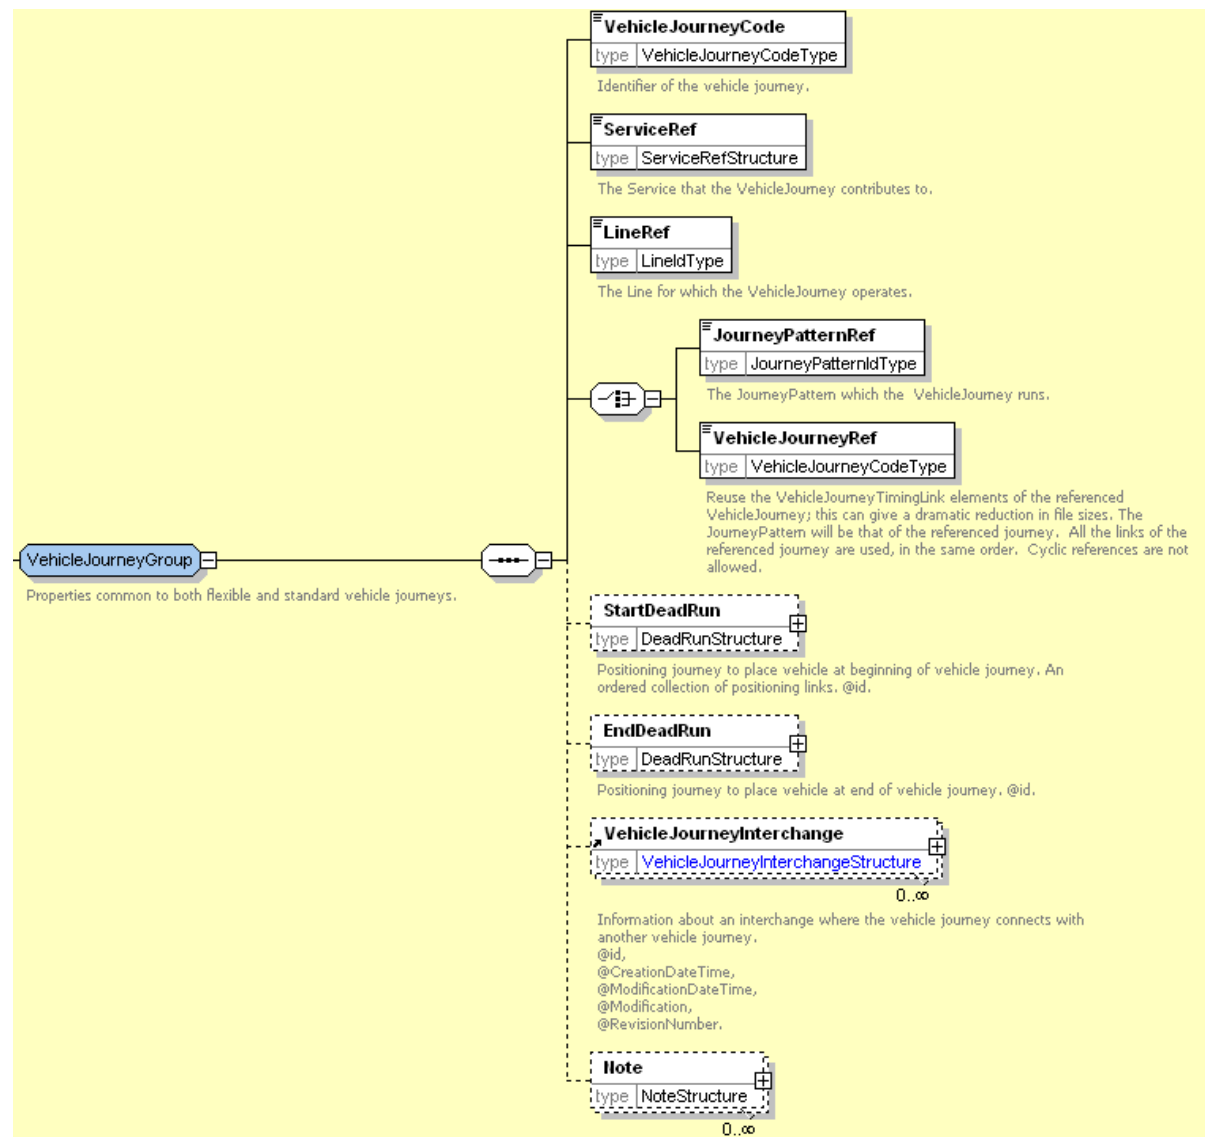 VehicleJourneyCode
type VehicleJourneyCodeType
Identifier of the vehicle journey.
ServiceRef
type ServiceRefStructure
The Service that the VehicleJourney contributes to.
LineRef
type LineIdType
The Line for which the VehicleJourney operates.
JourneyPatternRef
type JourneyPatternIdType
The JourneyPattern which the VehicleJourney runs.
VehicleJourneyRef
type VehicleJourneyCodeType
Reuse the VehicleJourneyTimingLink elements of the referenced
VehicleJourney; this can give a dramatic reduction in file sizes. The
JourneyPattern will be that of the referenced journey. All the links of the
referenced journey are used, in the same order. Cyclic references are not
allowed.
VehicleJourneyGroup
Properties common to both flexible and standard vehicle journeys.
StartDeadRun
type DeadRunStructure
Positioning journey to place vehicle at beginning of vehicle journey. An
ordered collection of positioning links. @id.
EndDeadRun
type DeadRunStructure
Positioning journey to place vehicle at end of vehicle journey. @id.
VehicleJourneyInterchange
type VehicleJourneyInterchangeStructure
0..∞
Information about an interchange where the vehicle journey connects with
another vehicle journey.
@id,
@CreationDateTime,
@ModificationDateTime,
@Modification,
@RevisionNumber.
Note
type NoteStructure
0..∞